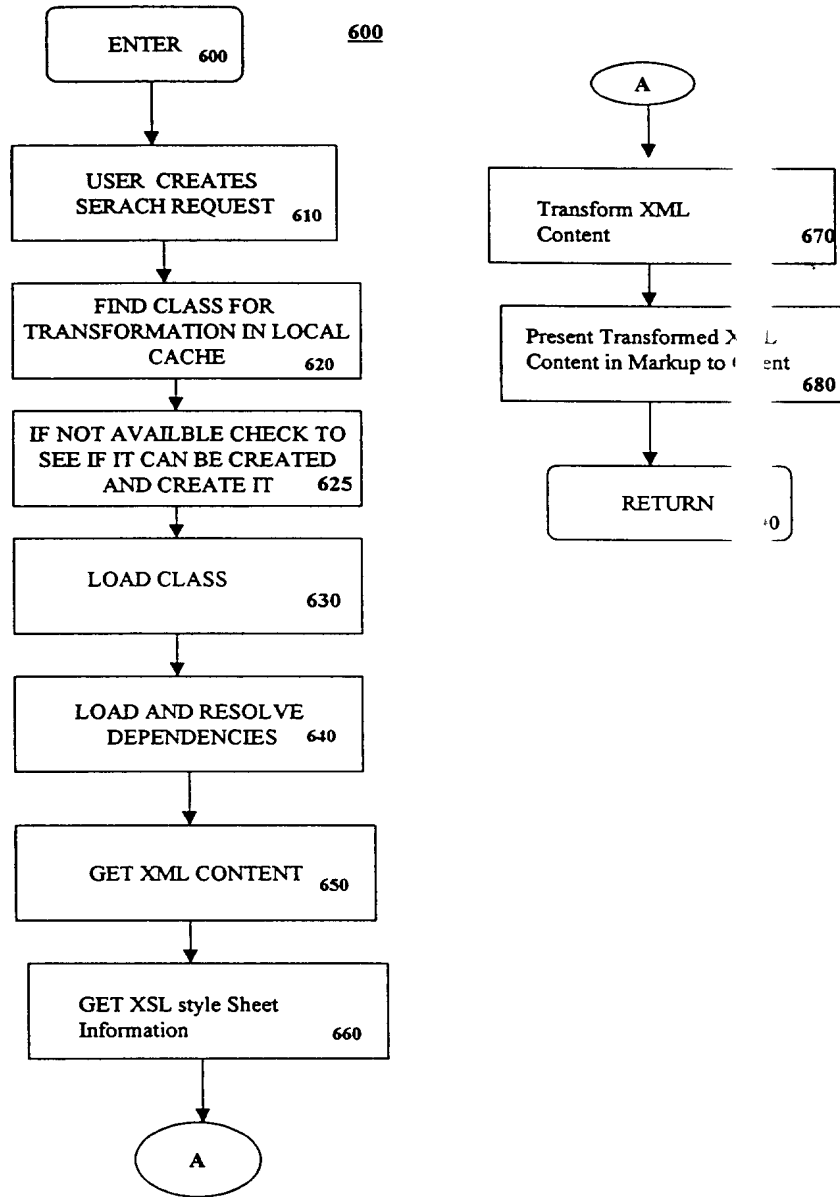 600
ENTER 600
USER CREATES
SERACH REQUEST 610
FIND CLASS FOR
TRANSFORMATION IN LOCAL
CACHE 620
IF NOT AVAILBLE CHECK TO
SEE IF IT CAN BE CREATED
AND CREATE IT 625
LOAD CLASS
630
LOAD AND RESOLVE
DEPENDENCIES 640
GET XML CONTENT 650
GET XSL style Sheet
Information 660
A
A
Transform XML
Content 670
Present Transformed
Content in Markup to
680
RETURN